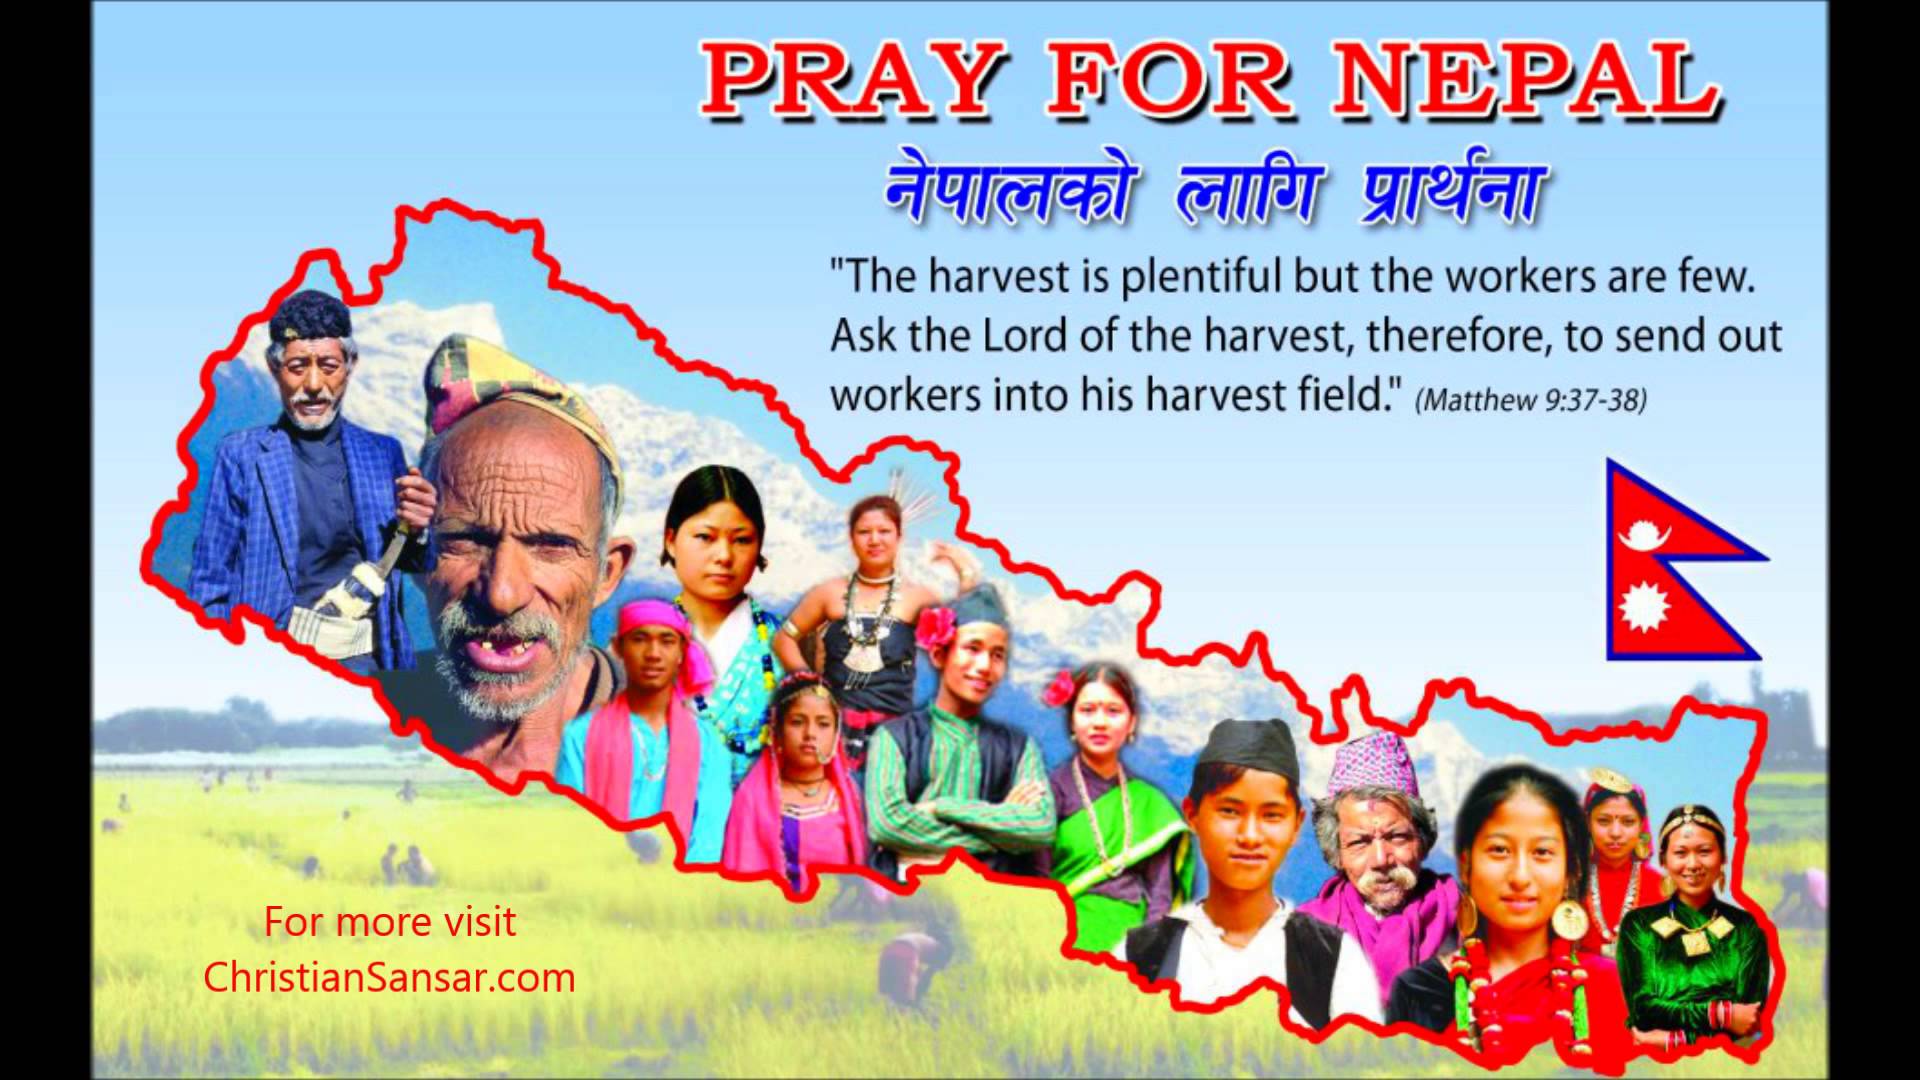 PRAY FOR NEPAL
नेपालको लागि प्रार्थना
"The harvest is plentiful but the workers are few.
Ask the Lord of the harvest, therefore, to send out
workers into his harvest field." (Matthew 9:37-38)
For more visit
ChristianSansar.com